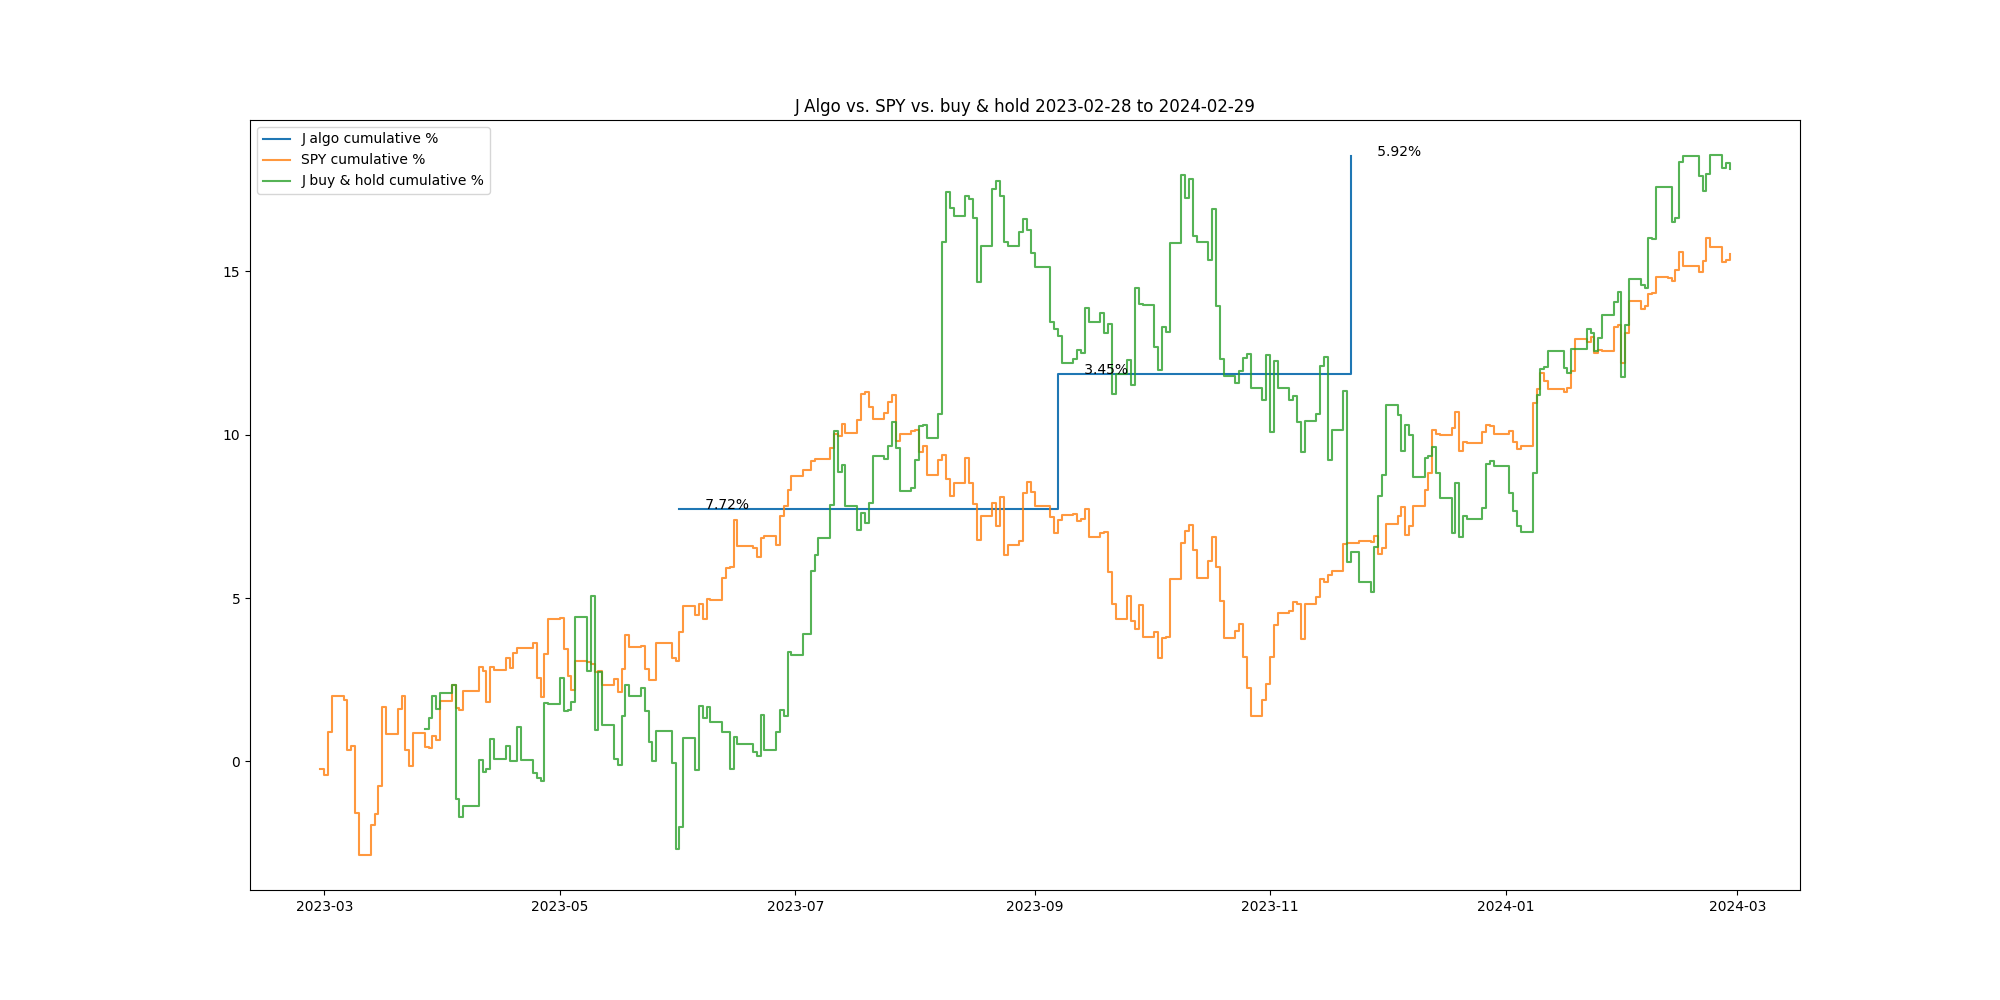 J Algo vs. SPY vs. buy & hold 2023-02-28 to 2024-02-29
J algo cumulative %
SPY cumulative %
J buy & hold cumulative %
5.92%
3.45%
7.72%
15
10
5
0
2023-03 2023-05 2023-07 2023-09 2023-11 2024-01 2024-03